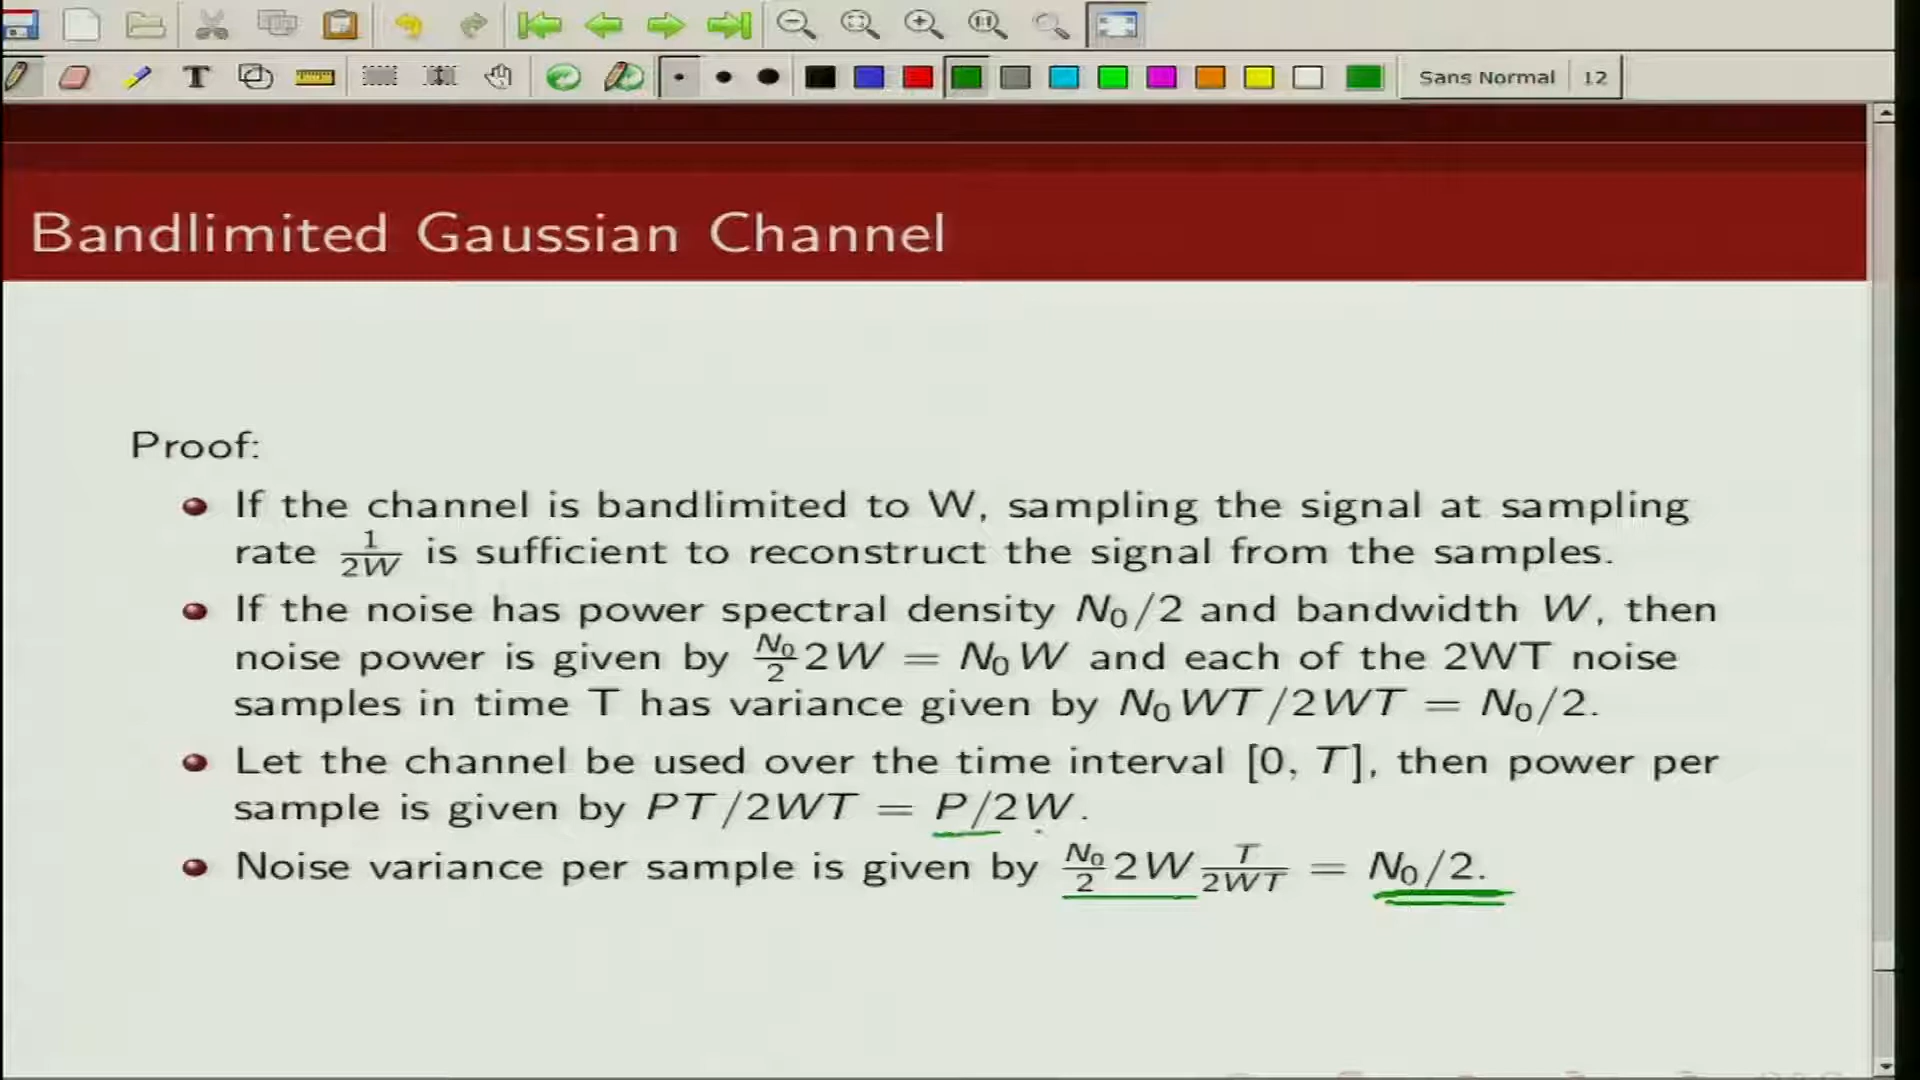 Sans Normal 12
Bandlimited Gaussian Channel
Proof:
If the channel is bandlimited to W, sampling the signal at sampling
rate 1/2W is sufficient to reconstruct the signal from the samples.
If the noise has power spectral density N₀/2 and bandwidth W, then
noise power is given by N₀/2 2W = N₀W and each of the 2WT noise
samples in time T has variance given by N₀WT/2WT = N₀/2.
Let the channel be used over the time interval [0, T], then power per
sample is given by PT/2WT = P/2W.
Noise variance per sample is given by N₀/2 2W T/2WT = N₀/2.